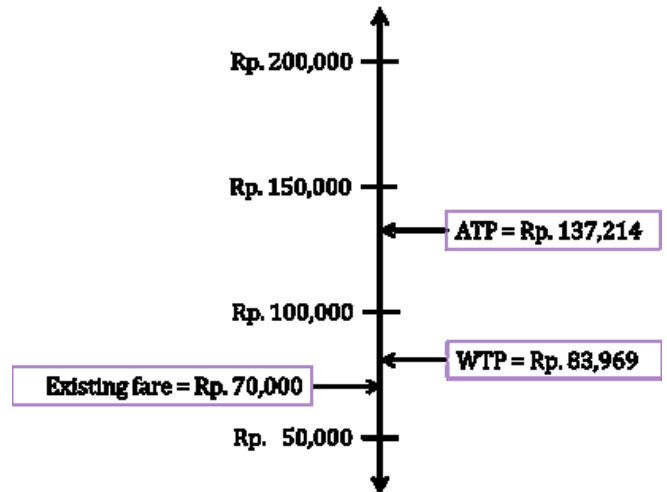 Rp. 200,000
Rp. 150,000
ATP = Rp. 137,214
Rp. 100,000
WTP = Rp. 83,969
Existing fare = Rp. 70,000
Rp. 50,000